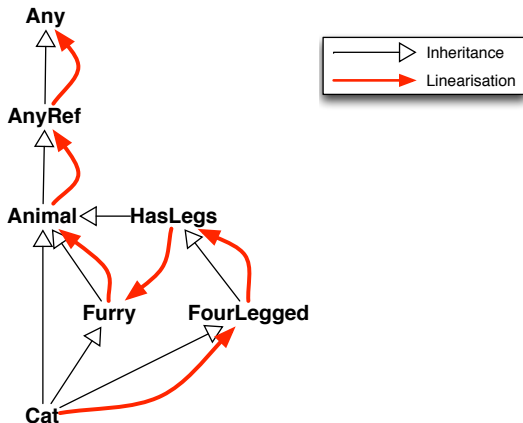 Any
Inheritance
Linearisation
AnyRef
Animal
HasLegs
Furry
FourLegged
Cat